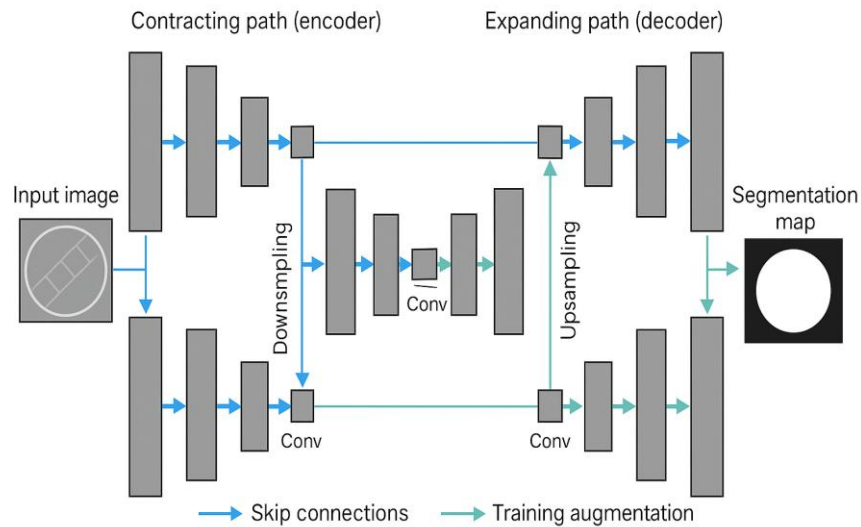 Contracting path (encoder)
Expanding path (decoder)
Input image
Segmentation
map
Downsmpling
Upsampling
Conv
Conv
Conv
Skip connections
Training augmentation